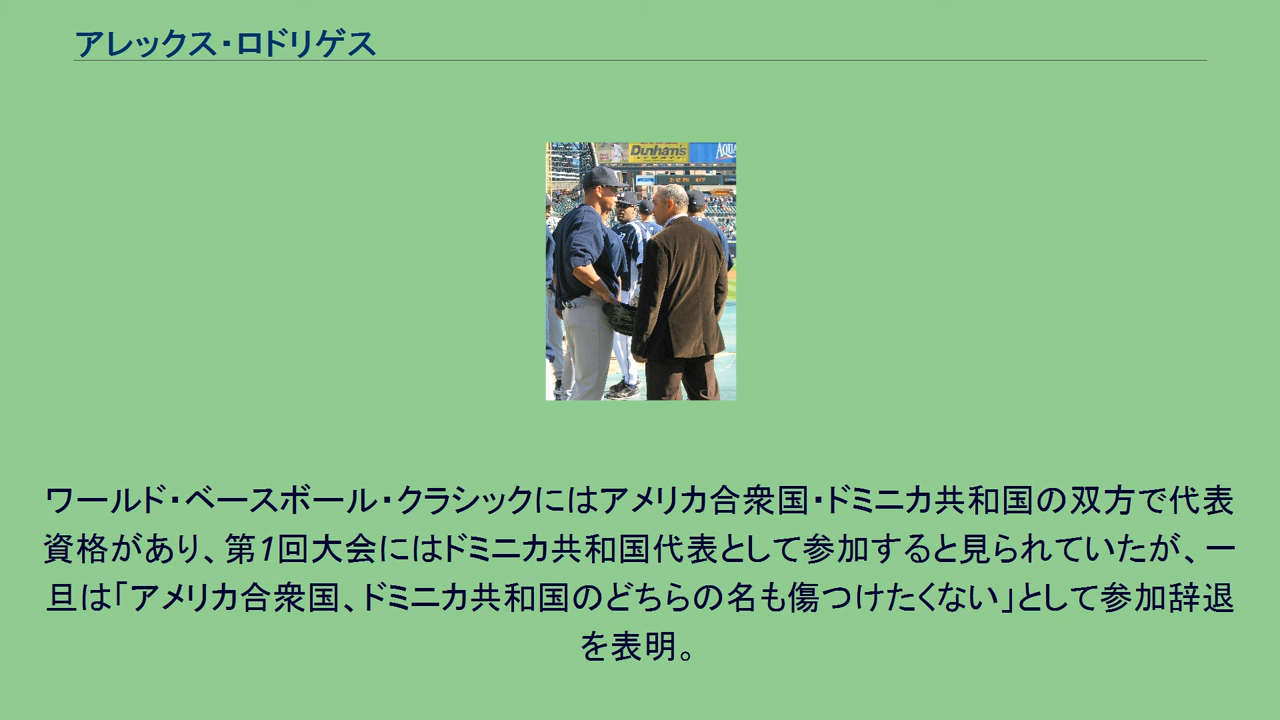 アレックス・ロドリゲス
Dunham's
SPORTS
ワールド・ベースボール・クラシックにはアメリカ合衆国・ドミニカ共和国の双方で代表
資格があり、第1回大会にはドミニカ共和国代表として参加すると見られていたが、一
旦は「アメリカ合衆国、ドミニカ共和国のどちらの名も傷つけたくない」として参加辞退
を表明。